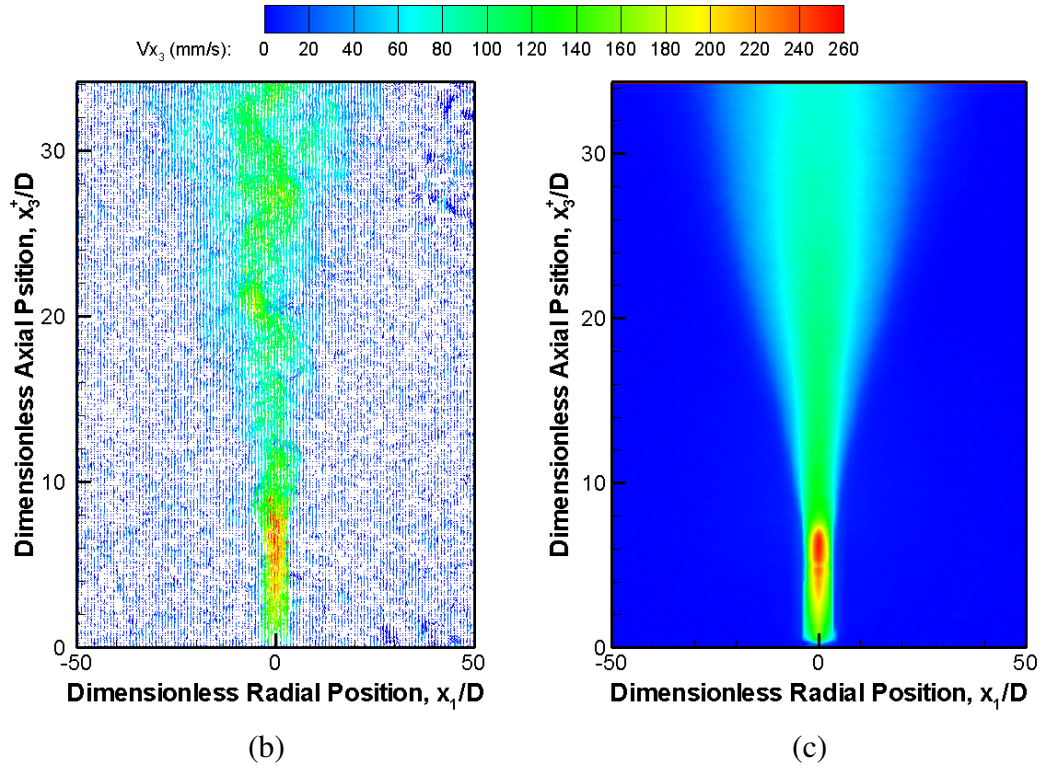 Vx3 (mm/s): 0 20 40 60 80 100 120 140 160 180 200 220 240 260
Dimensionless Axial Psition, x3+/D
30
20
10
0
-50 0 50
Dimensionless Radial Position, x1/D
(b)
Dimensionless Axial Psition, x3+/D
30
20
10
0
-50 0 50
Dimensionless Radial Position, x1/D
(c)